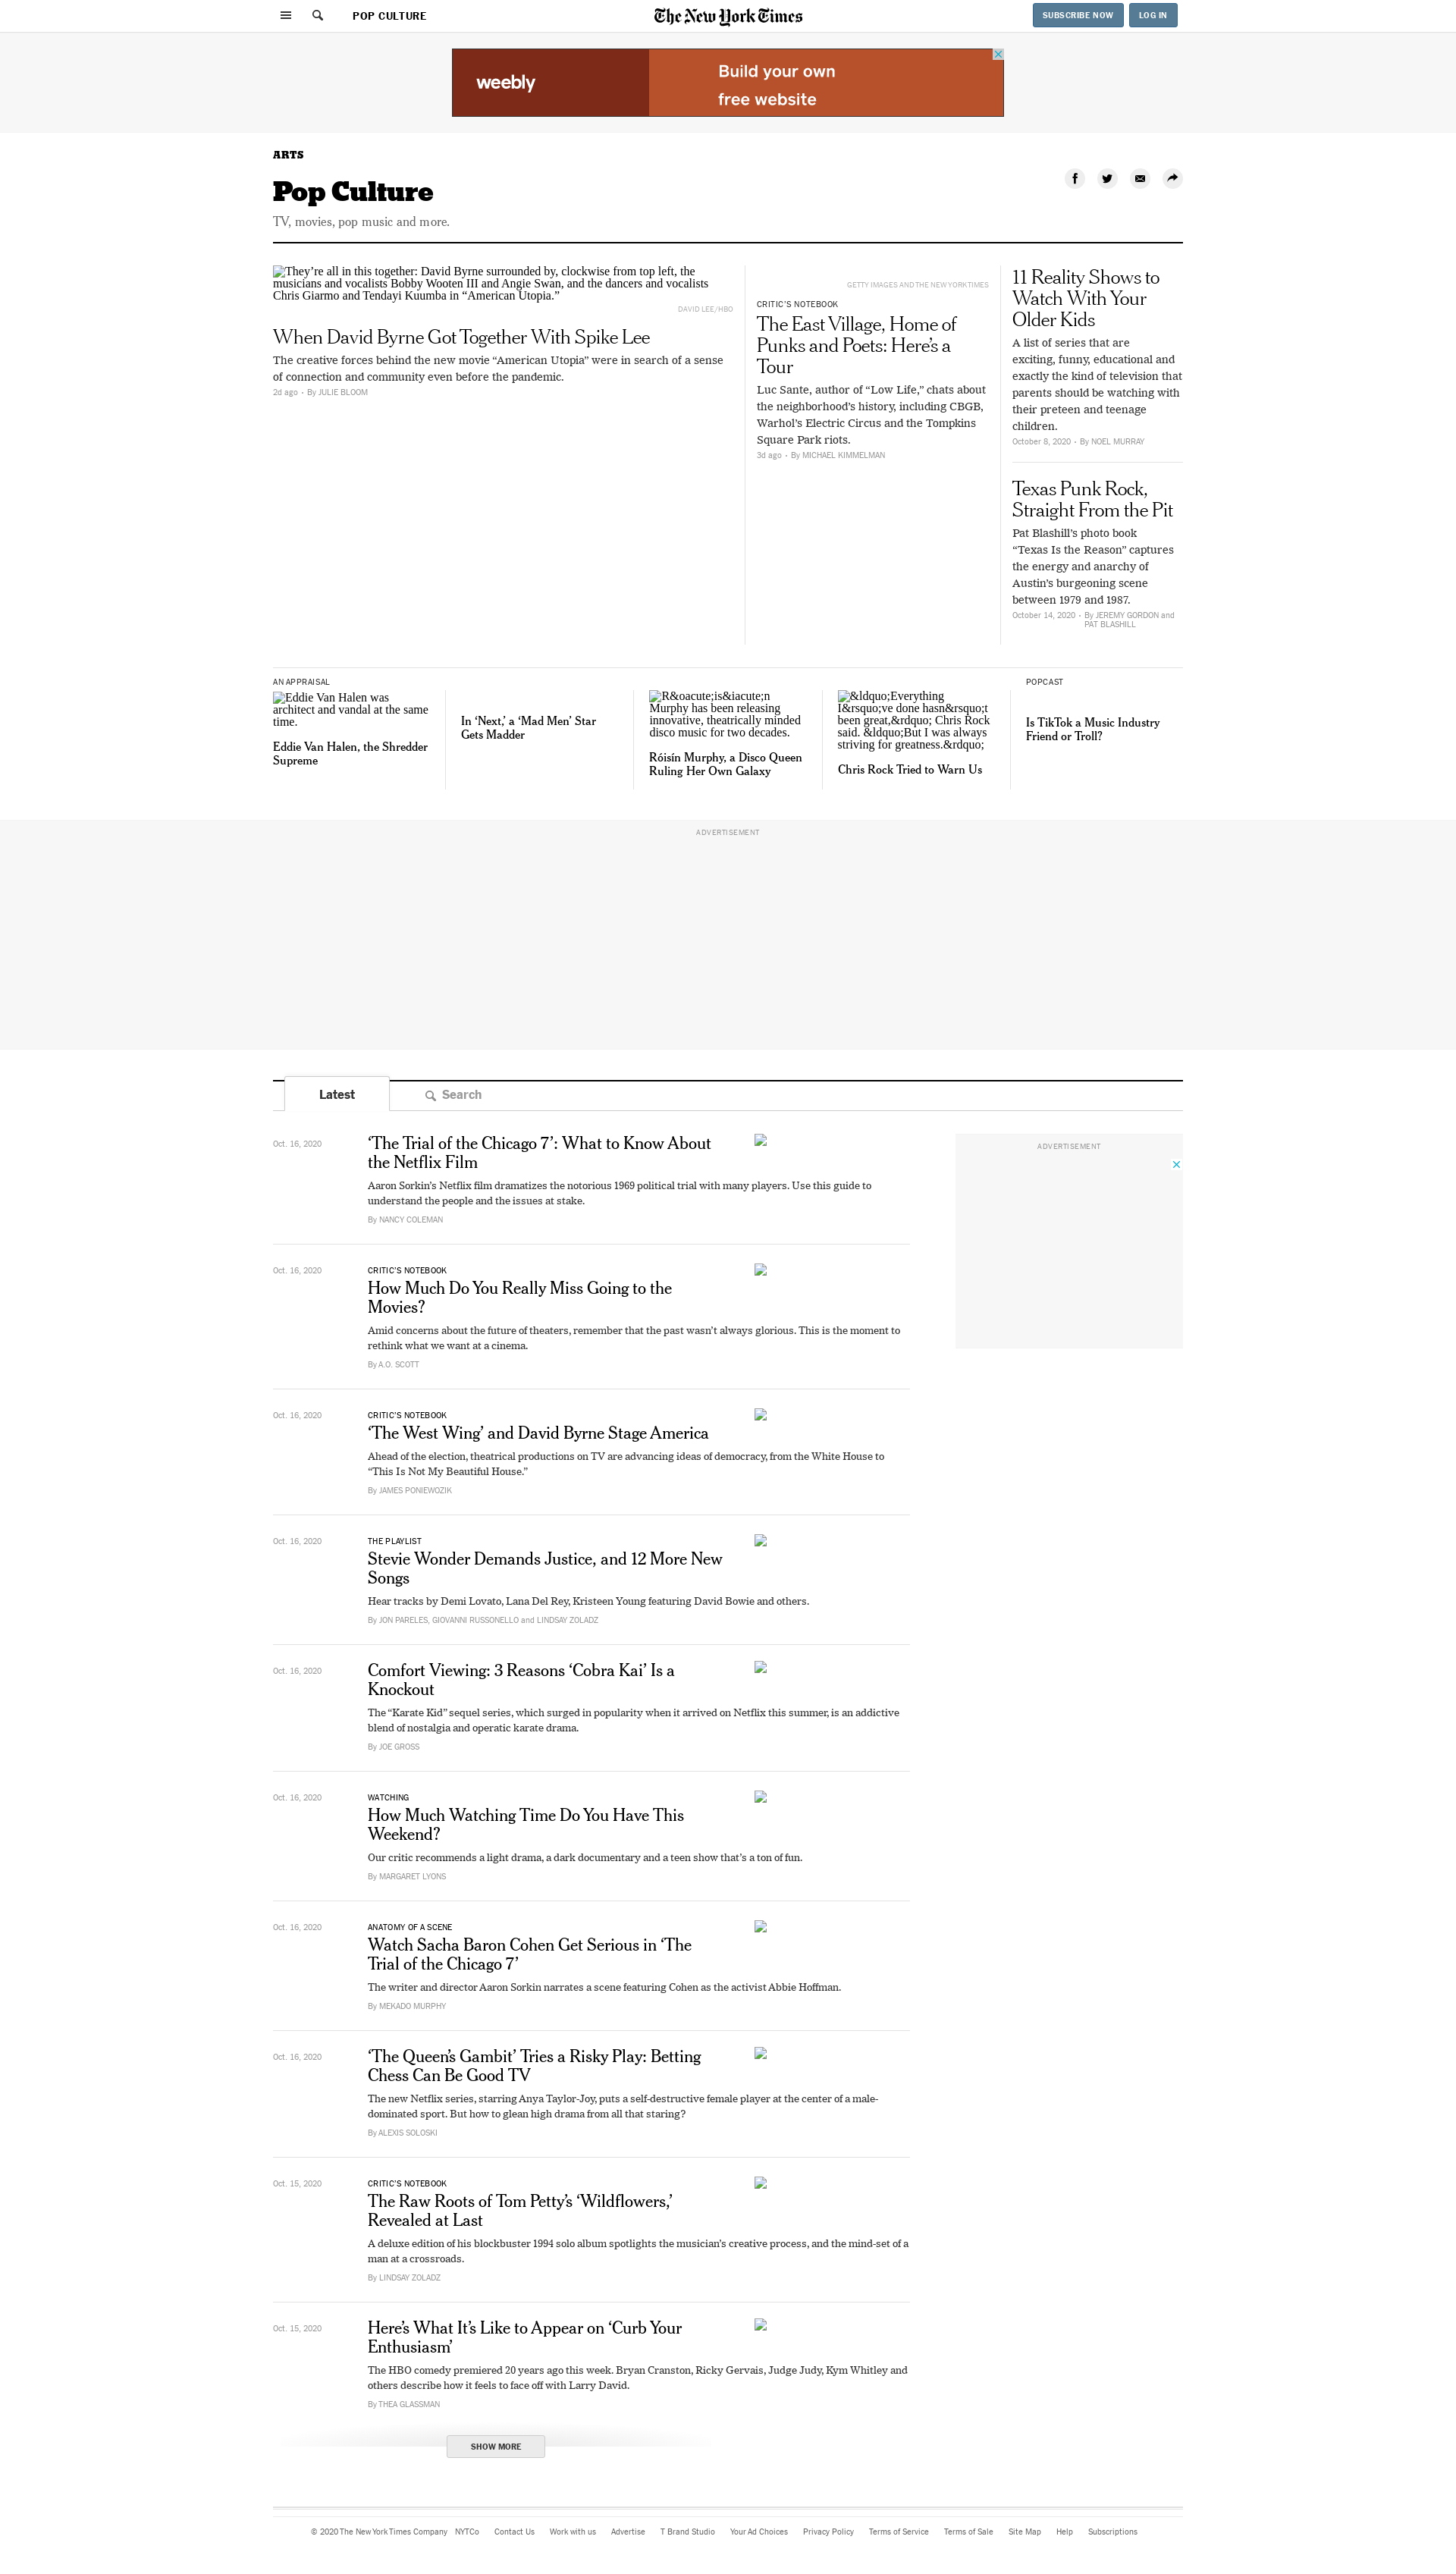 POP CULTURE
The New York Times
SUBSCRIBE NOW
LOG IN
weebly
Build your own
free website
ARTS
Pop Culture
TV, movies, pop music and more.
They’re all in this together: David Byrne surrounded by, clockwise from top left, the
musicians and vocalists Bobby Wooten III and Angie Swan, and the dancers and vocalists
Chris Giarmo and Tendayi Kuumba in “American Utopia.”
DAVID LEE/HBO
When David Byrne Got Together With Spike Lee
The creative forces behind the new movie “American Utopia” were in search of a sense
of connection and community even before the pandemic.
2d ago • By JULIE BLOOM
GETTY IMAGES AND THE NEW YORK TIMES
CRITIC’S NOTEBOOK
The East Village, Home of
Punks and Poets: Here’s a
Tour
Luc Sante, author of “Low Life,” chats about
the neighborhood’s history, including CBGB,
Warhol’s Electric Circus and the Tompkins
Square Park riots.
3d ago • By MICHAEL KIMMELMAN
11 Reality Shows to
Watch With Your
Older Kids
A list of series that are
exciting, funny, educational and
exactly the kind of television that
parents should be watching with
their preteen and teenage
children.
October 8, 2020 • By NOEL MURRAY
Texas Punk Rock,
Straight From the Pit
Pat Blashill’s photo book
“Texas Is the Reason” captures
the energy and anarchy of
Austin’s burgeoning scene
between 1979 and 1987.
October 14, 2020 • By JEREMY GORDON and
PAT BLASHILL
AN APPRAISAL
Eddie Van Halen was
architect and vandal at the same
time.
Eddie Van Halen, the Shredder
Supreme
In ‘Next,’ a ‘Mad Men’ Star
Gets Madder
R&oacute;is&iacute;n
Murphy has been releasing
innovative, theatrically minded
disco music for two decades.
Róisín Murphy, a Disco Queen
Ruling Her Own Galaxy
&ldquo;Everything
I&rsquo;ve done hasn&rsquo;t
been great,&rdquo; Chris Rock
said. &ldquo;But I was always
striving for greatness.&rdquo;
Chris Rock Tried to Warn Us
POPCAST
Is TikTok a Music Industry
Friend or Troll?
ADVERTISEMENT
Latest
Search
ADVERTISEMENT
Oct. 16, 2020
‘The Trial of the Chicago 7’: What to Know About
the Netflix Film
Aaron Sorkin’s Netflix film dramatizes the notorious 1969 political trial with many players. Use this guide to
understand the people and the issues at stake.
By NANCY COLEMAN
Oct. 16, 2020
CRITIC’S NOTEBOOK
How Much Do You Really Miss Going to the
Movies?
Amid concerns about the future of theaters, remember that the past wasn’t always glorious. This is the moment to
rethink what we want at a cinema.
By A.O. SCOTT
Oct. 16, 2020
CRITIC’S NOTEBOOK
‘The West Wing’ and David Byrne Stage America
Ahead of the election, theatrical productions on TV are advancing ideas of democracy, from the White House to
“This Is Not My Beautiful House.”
By JAMES PONIEWOZIK
Oct. 16, 2020
THE PLAYLIST
Stevie Wonder Demands Justice, and 12 More New
Songs
Hear tracks by Demi Lovato, Lana Del Rey, Kristeen Young featuring David Bowie and others.
By JON PARELES, GIOVANNI RUSSONELLO and LINDSAY ZOLADZ
Oct. 16, 2020
Comfort Viewing: 3 Reasons ‘Cobra Kai’ Is a
Knockout
The “Karate Kid” sequel series, which surged in popularity when it arrived on Netflix this summer, is an addictive
blend of nostalgia and operatic karate drama.
By JOE GROSS
Oct. 16, 2020
WATCHING
How Much Watching Time Do You Have This
Weekend?
Our critic recommends a light drama, a dark documentary and a teen show that’s a ton of fun.
By MARGARET LYONS
Oct. 16, 2020
ANATOMY OF A SCENE
Watch Sacha Baron Cohen Get Serious in ‘The
Trial of the Chicago 7’
The writer and director Aaron Sorkin narrates a scene featuring Cohen as the activist Abbie Hoffman.
By MEKADO MURPHY
Oct. 16, 2020
‘The Queen’s Gambit’ Tries a Risky Play: Betting
Chess Can Be Good TV
The new Netflix series, starring Anya Taylor-Joy, puts a self-destructive female player at the center of a male-
dominated sport. But how to glean high drama from all that staring?
By ALEXIS SOLOSKI
Oct. 15, 2020
CRITIC’S NOTEBOOK
The Raw Roots of Tom Petty’s ‘Wildflowers,’
Revealed at Last
A deluxe edition of his blockbuster 1994 solo album spotlights the musician’s creative process, and the mind-set of a
man at a crossroads.
By LINDSAY ZOLADZ
Oct. 15, 2020
Here’s What It’s Like to Appear on ‘Curb Your
Enthusiasm’
The HBO comedy premiered 20 years ago this week. Bryan Cranston, Ricky Gervais, Judge Judy, Kym Whitley and
others describe how it feels to face off with Larry David.
By THEA GLASSMAN
SHOW MORE
© 2020 The New York Times Company NYTCo Contact Us Work with us Advertise T Brand Studio Your Ad Choices Privacy Policy Terms of Service Terms of Sale Site Map Help Subscriptions